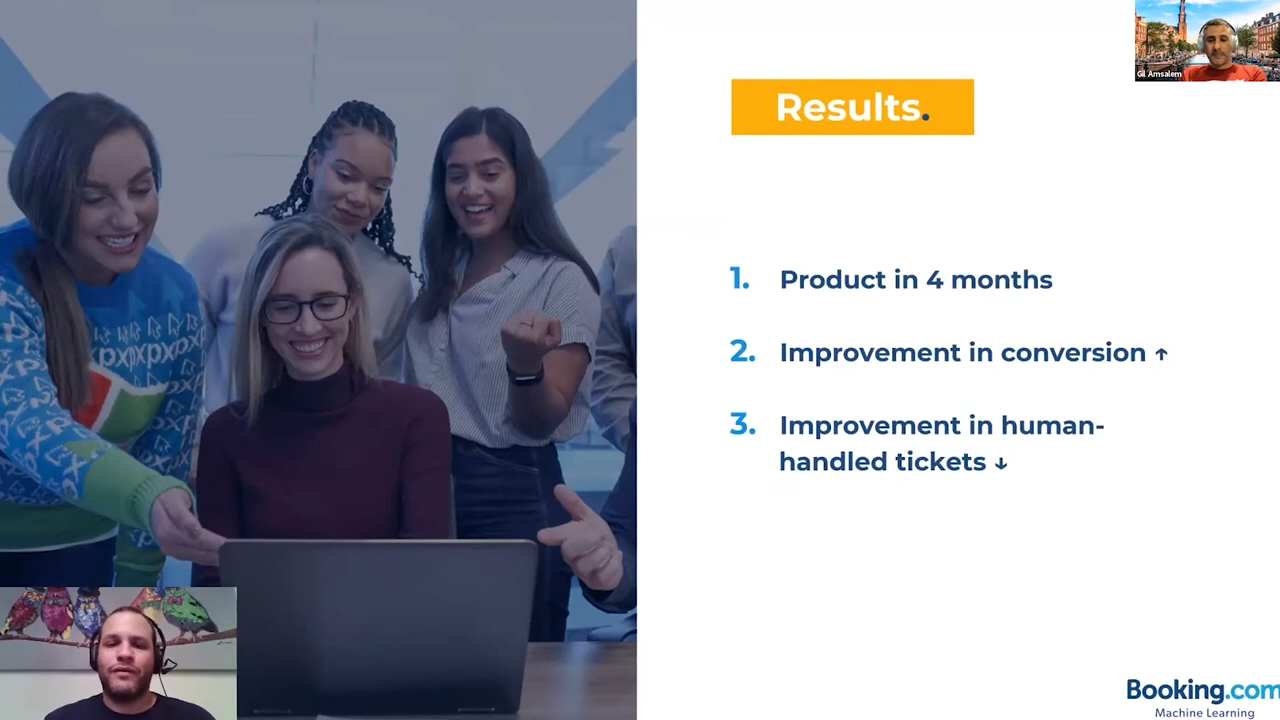 Gil Amsalem
Results.
1. Product in 4 months
2. Improvement in conversion ↑
3. Improvement in human-
handled tickets ↓
Booking.com
Machine Learning